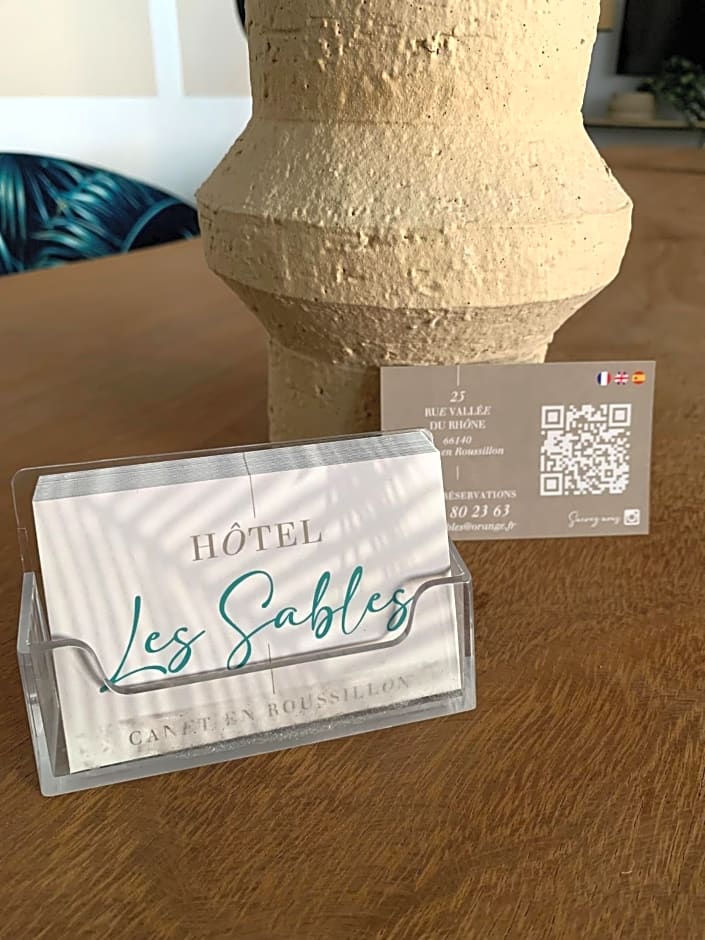 HÔTEL
Les Sables
CANET EN ROUSSILLON
25
RUE VALLÉE
DU RHÔNE
66140
en Roussillon
RÉSERVATIONS
80 23 63
@orange.fr
Suivez-nous